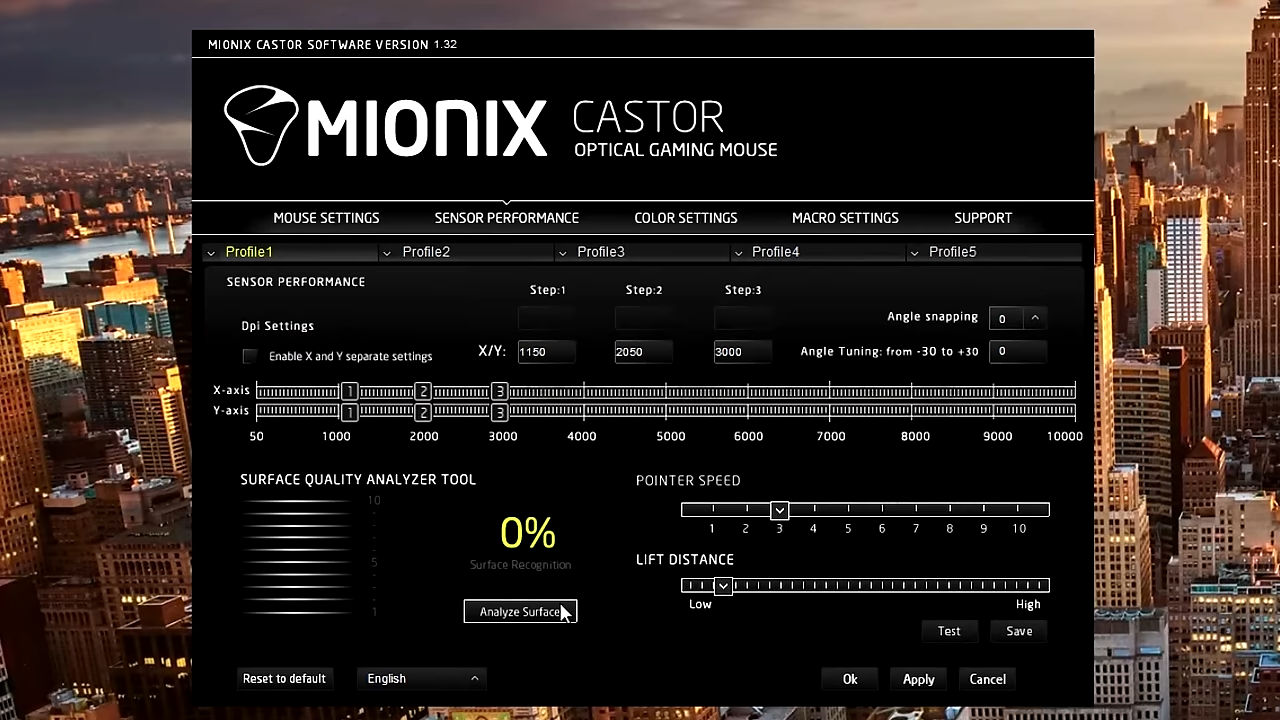 MIONIX CASTOR SOFTWARE VERSION 1.32
MIONIX CASTOR
OPTICAL GAMING MOUSE
MOUSE SETTINGS SENSOR PERFORMANCE COLOR SETTINGS MACRO SETTINGS SUPPORT
Profile1 Profile2 Profile3 Profile4 Profile5
SENSOR PERFORMANCE
Step:1 Step:2 Step:3
Angle snapping 0
Dpi Settings
Enable X and Y separate settings
X/Y: 1150 2050 3000
Angle Tuning: from -30 to +30 0
X-axis 1 2 3
Y-axis 1 2 3
50 1000 2000 3000 4000 5000 6000 7000 8000 9000 10000
SURFACE QUALITY ANALYZER TOOL
10
5
1
0%
Surface Recognition
Analyze Surface
POINTER SPEED
1 2 3 4 5 6 7 8 9 10
LIFT DISTANCE
Low High
Test Save
Reset to default English Ok Apply Cancel